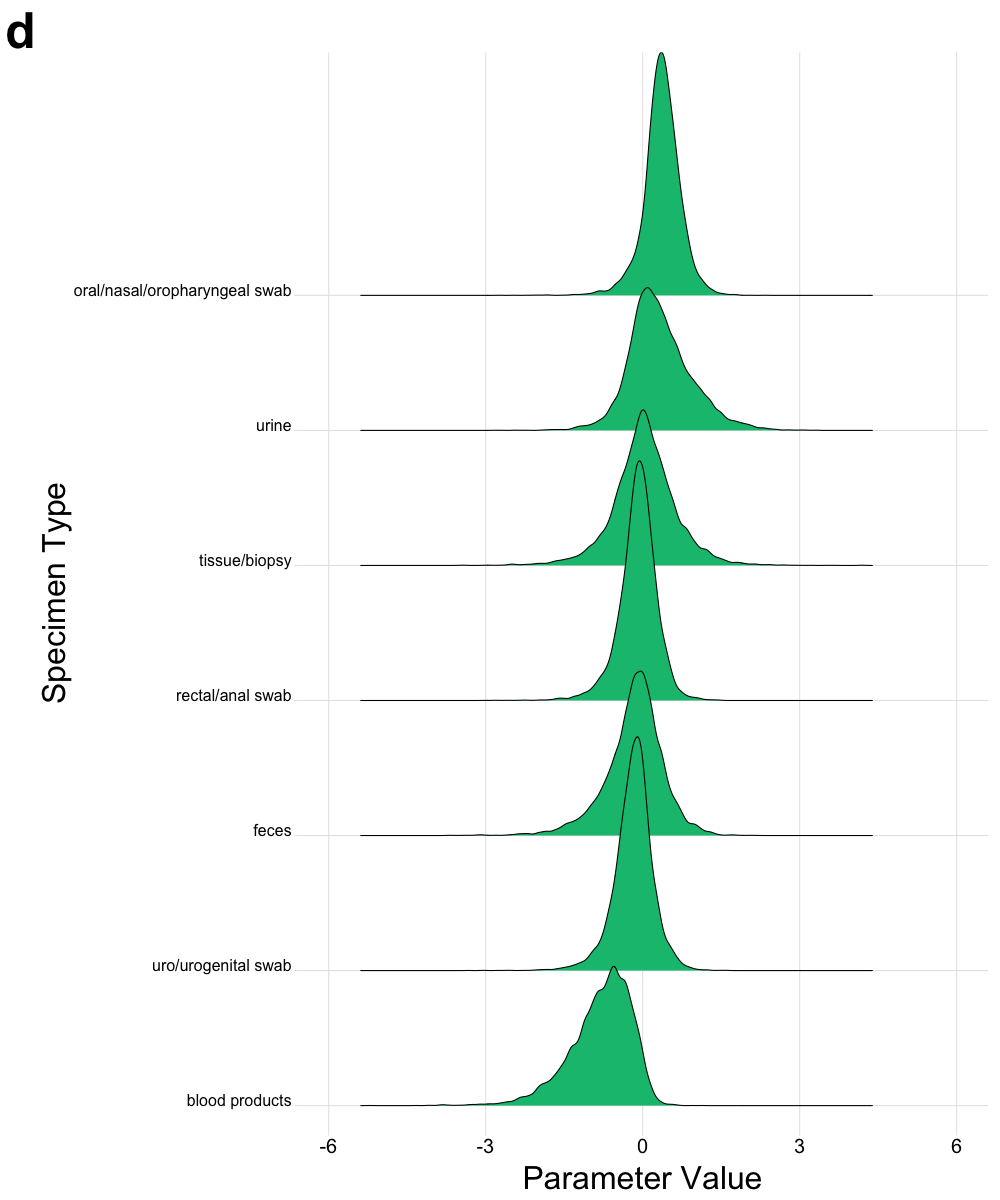 d
oral/nasal/oropharyngeal swab
urine
tissue/biopsy
rectal/anal swab
feces
uro/urogenital swab
blood products
Specimen Type
-6 -3 0 3 6
Parameter Value